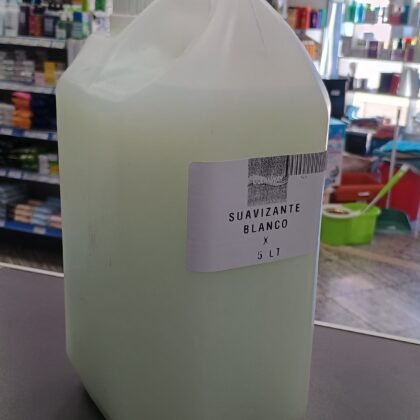 SUAVIZANTE
BLANCO
X
5 LT